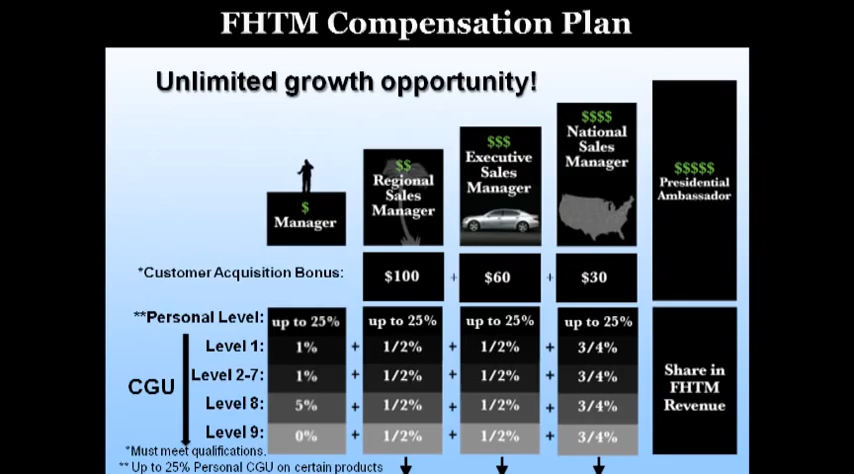 FHTM Compensation Plan
Unlimited growth opportunity!
$
Manager
$$
Regional
Sales
Manager
$$$
Executive
Sales
Manager
$$$$
National
Sales
Manager
$$$$$
Presidential
Ambassador
*Customer Acquisition Bonus: $100 + $60 + $30
**Personal Level: up to 25% up to 25% up to 25% up to 25%
Level 1: 1% + 1/2% + 1/2% + 3/4%
Level 2-7: 1% + 1/2% + 1/2% + 3/4%
Level 8: 5% + 1/2% + 1/2% + 3/4%
Level 9: 0% + 1/2% + 1/2% + 3/4%
CGU
Share in
FHTM
Revenue
*Must meet qualifications.
** Up to 25% Personal CGU on certain products